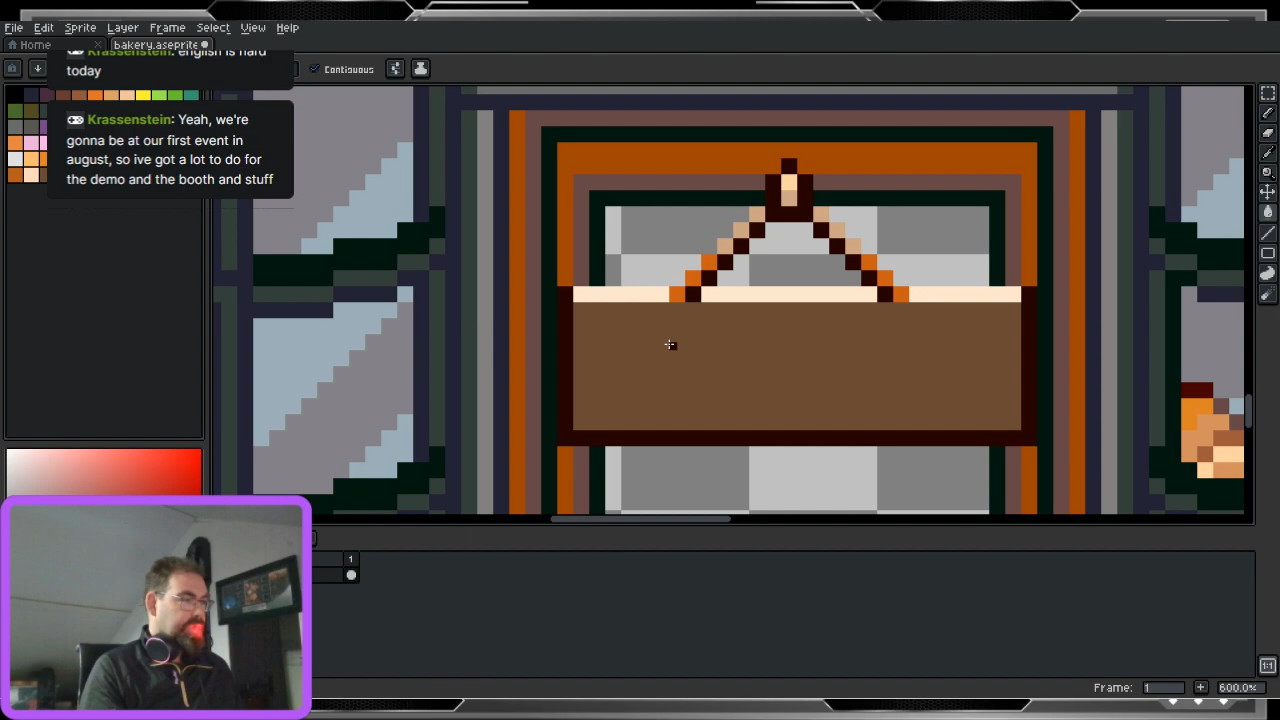 File Edit Sprite Layer Frame Select View Help
Home bakery.aseprite
Krassenstein: english is hard
today
Contiguous
Krassenstein: Yeah, we're
gonna be at our first event in
august, so ive got a lot to do for
the demo and the booth and stuff
1
Frame: 1 + 600.0%
1:1